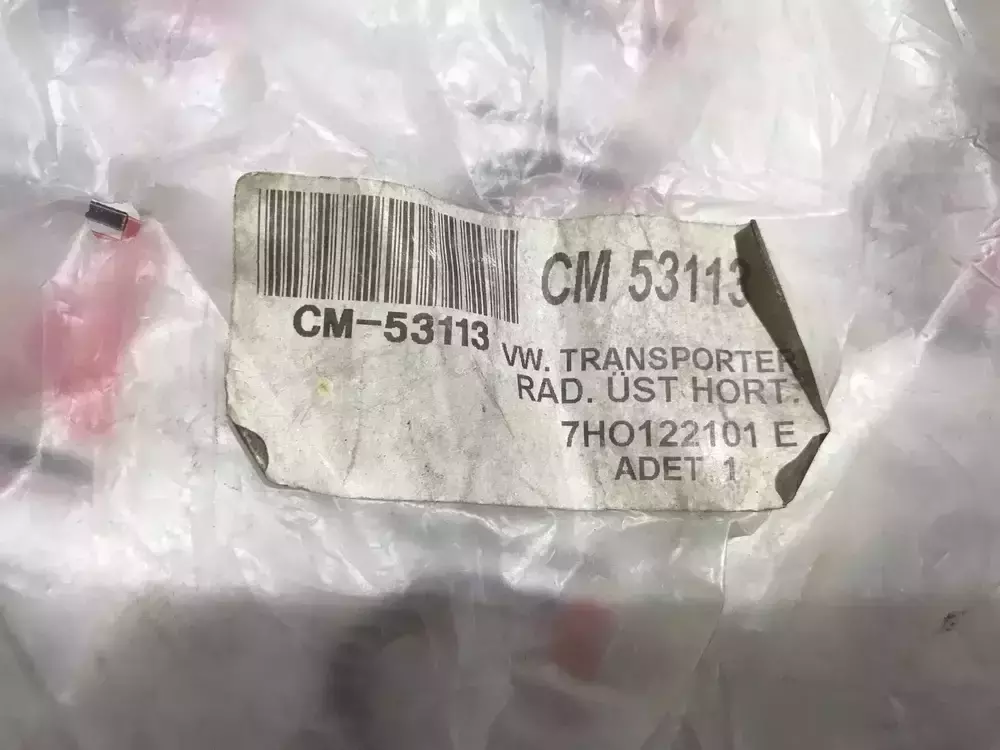 CM 53113
CM-53113
VW. TRANSPORTER
RAD. ÜST HORT.
7HO122101 E
ADET 1